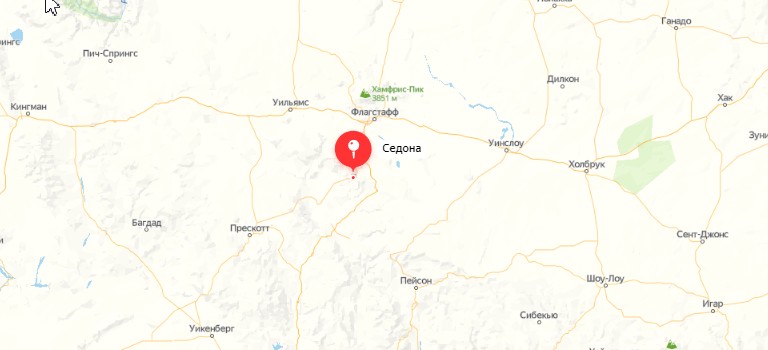 Ганадо
Пич-Спрингс
Дилкон
Хамфрис-Пик
3851 м
Хак
Кингман
Уильямс
Флагстафф
Седона
Уинслоу
Холбрук
Багдад
Прескотт
Сент-Джонс
Пейсон
Шоу-Лоу
Сибекью
Игар
Уикенберг